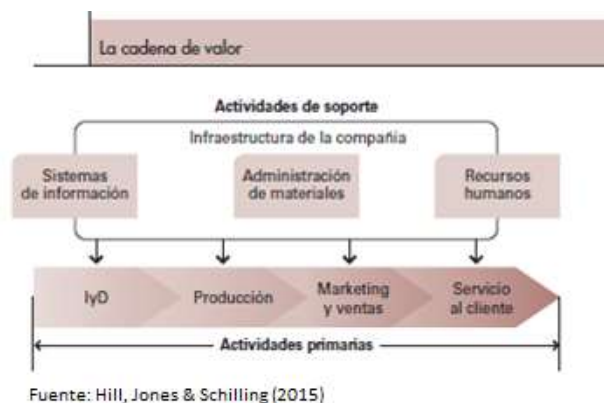 La cadena de valor
Actividades de soporte
Infraestructura de la compañía
Sistemas
de información
Administración
de materiales
Recursos
humanos
IyD
Producción
Marketing
y ventas
Servicio
al cliente
Actividades primarias
Fuente: Hill, Jones & Schilling (2015)